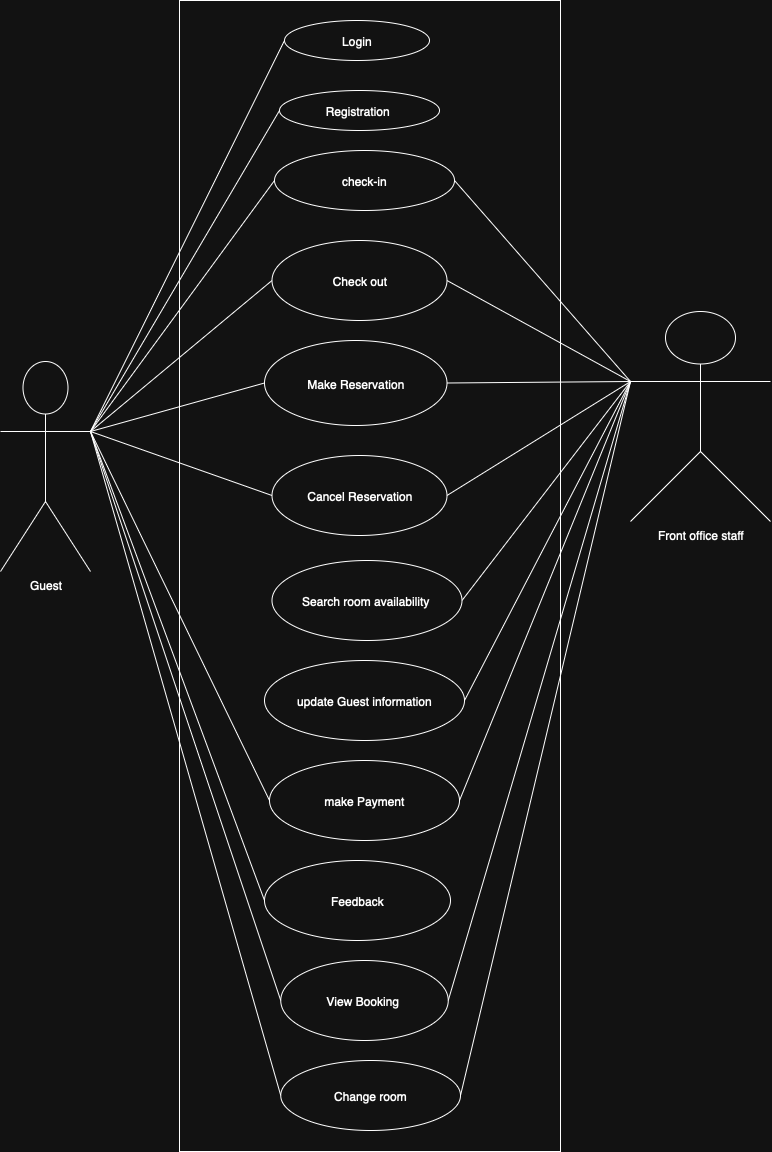 Login
Registration
check-in
Check out
Make Reservation
Cancel Reservation
Front office staff
Guest
Search room availability
update Guest information
make Payment
Feedback
View Booking
Change room